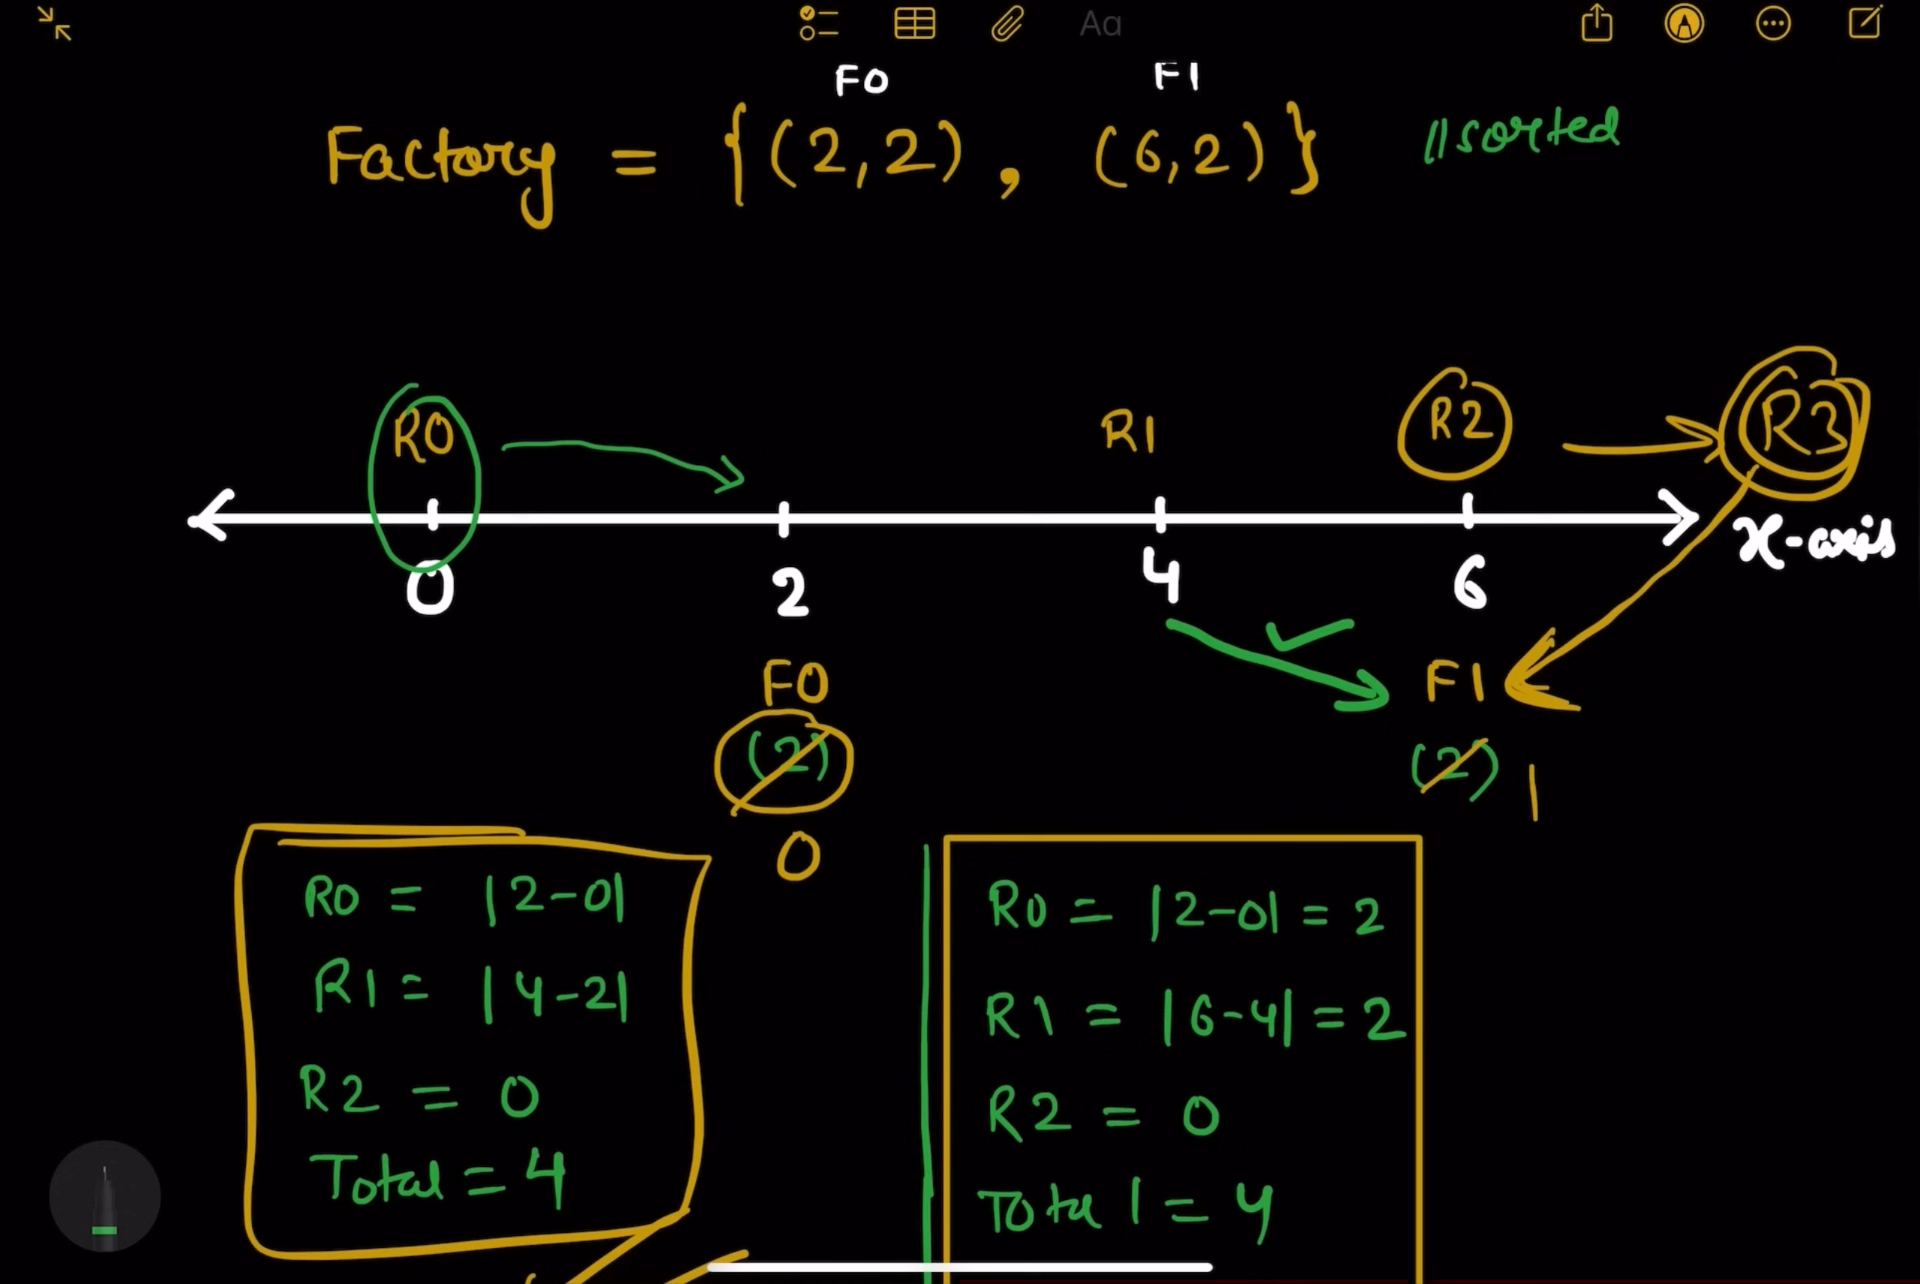 Aa
F0 F1
Factory = {(2,2), (6,2)} //sorted
R0 R1 R2 R3
x-axis
0 2 4 6
F0 F1
(2) (2) 1
0
R0 = |2-0|
R1 = |4-2|
R2 = 0
Total = 4
R0 = |2-0| = 2
R1 = |6-4| = 2
R2 = 0
Total = 4